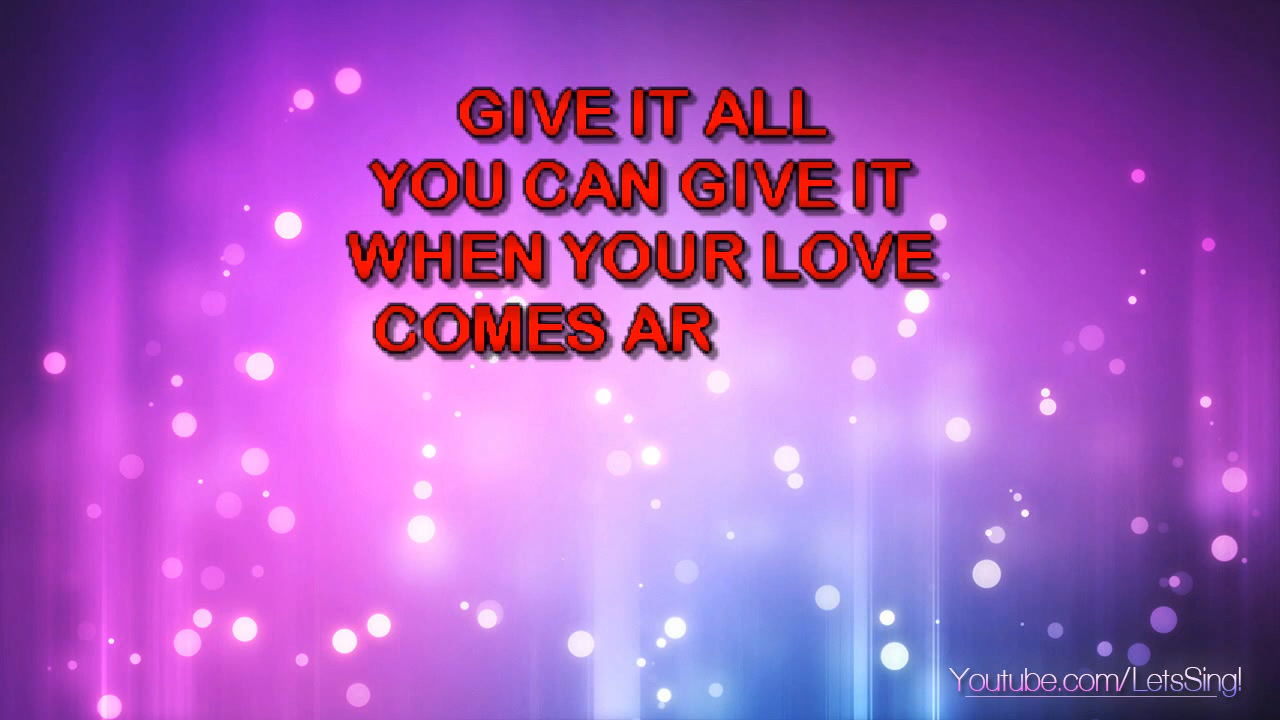 GIVE IT ALL
YOU CAN GIVE IT
WHEN YOUR LOVE
COMES AR
Youtube.com/LetsSing!